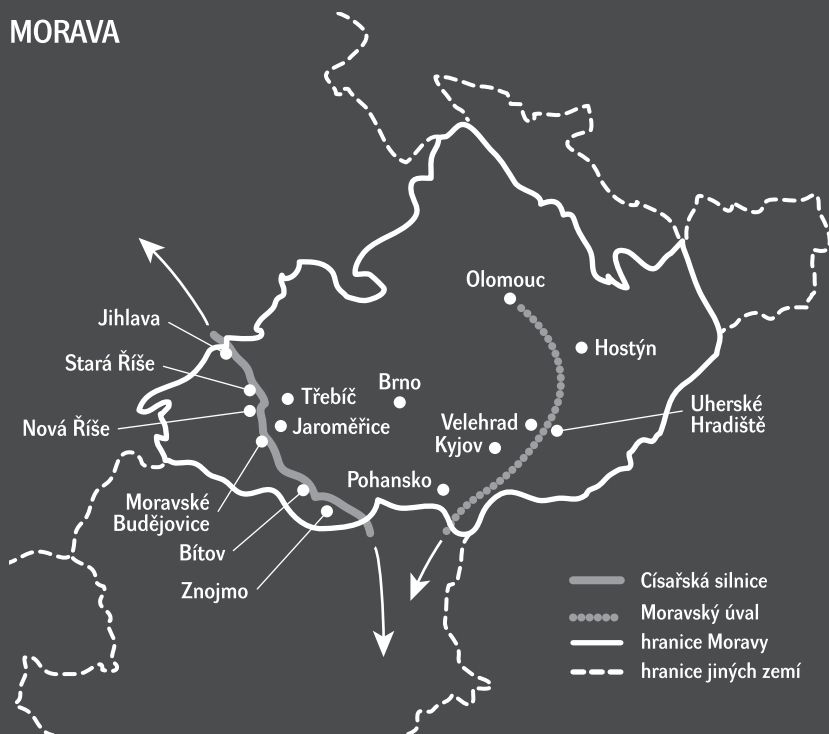 MORAVA
Olomouc
Jihlava
Hostýn
Stará Říše
Brno
Třebíč
Uherské
Hradiště
Nová Říše
Jaroměřice
Velehrad
Kyjov
Pohansko
Moravské
Budějovice
Bítov
Znojmo
Císařská silnice
Moravský úval
hranice Moravy
hranice jiných zemí